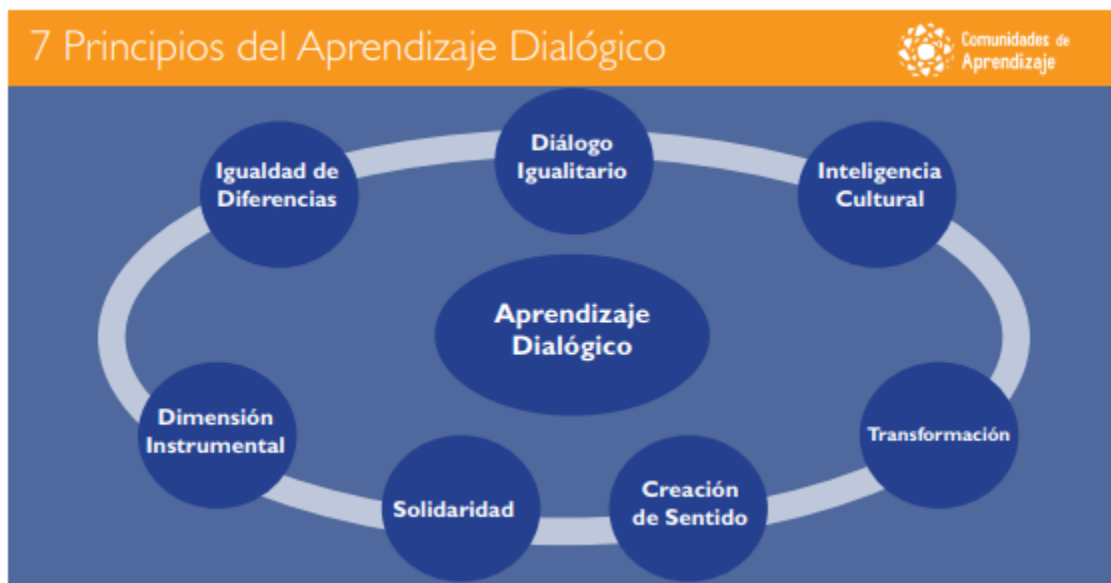 7 Principios del Aprendizaje Dialógico
Comunidades de
Aprendizaje
Diálogo
Igualitario
Igualdad de
Diferencias
Inteligencia
Cultural
Aprendizaje
Dialógico
Dimensión
Instrumental
Transformación
Solidaridad
Creación
de Sentido